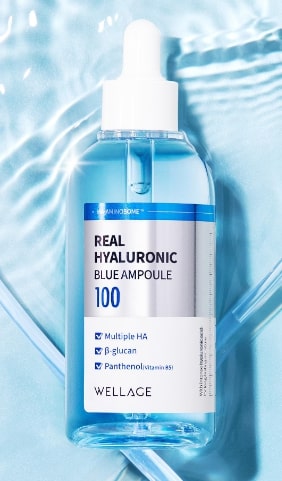 REAL
HYALURONIC
BLUE AMPOULE
100
Multiple HA
β-glucan
Panthenol(vitamin B5)
WELLAGE